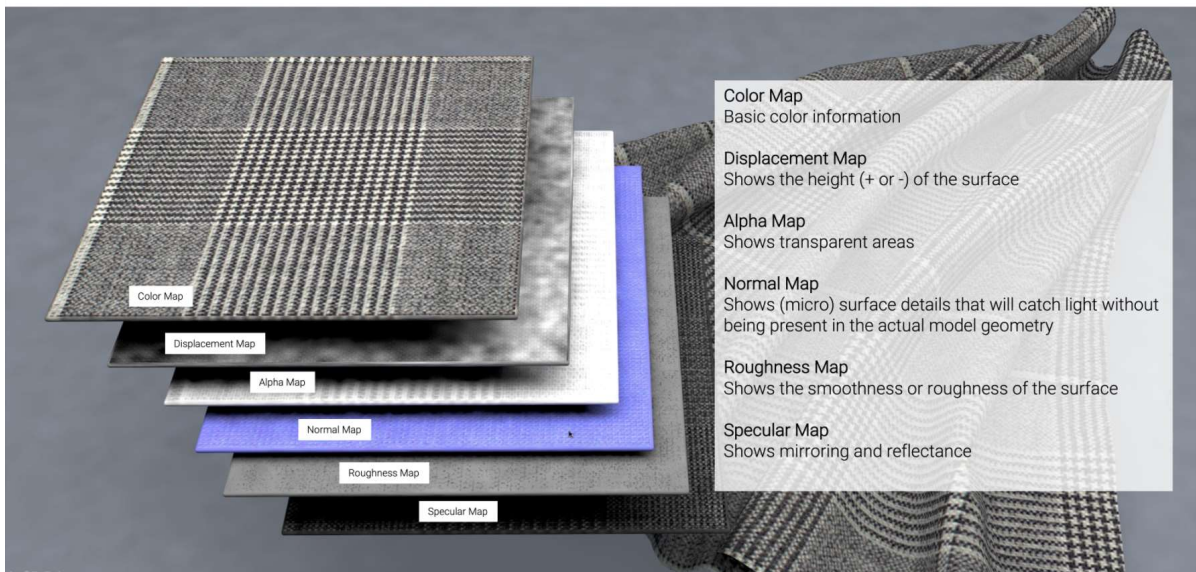 Color Map
Basic color information
Displacement Map
Shows the height (+ or -) of the surface
Alpha Map
Shows transparent areas
Normal Map
Shows (micro) surface details that will catch light without
being present in the actual model geometry
Roughness Map
Shows the smoothness or roughness of the surface
Specular Map
Shows mirroring and reflectance
Color Map
Displacement Map
Alpha Map
Normal Map
Roughness Map
Specular Map